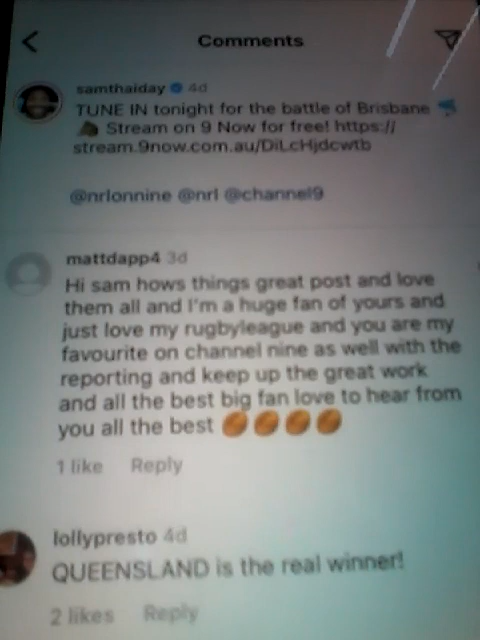 Comments
samthaiday 4d
TUNE IN tonight for the battle of Brisbane
Stream on 9 Now for free! https://
stream.9now.com.au/DiLcHjdcwtb
@nrlonnine @nrl @channel9
mattdapp4 3d
Hi sam hows things great post and love
them all and I'm a huge fan of yours and
just love my rugbyleague and you are my
favourite on channel nine as well with the
reporting and keep up the great work
and all the best big fan love to hear from
you all the best 🏉🏉🏉🏉
1 like Reply
lollypresto 4d
QUEENSLAND is the real winner!
2 likes Reply